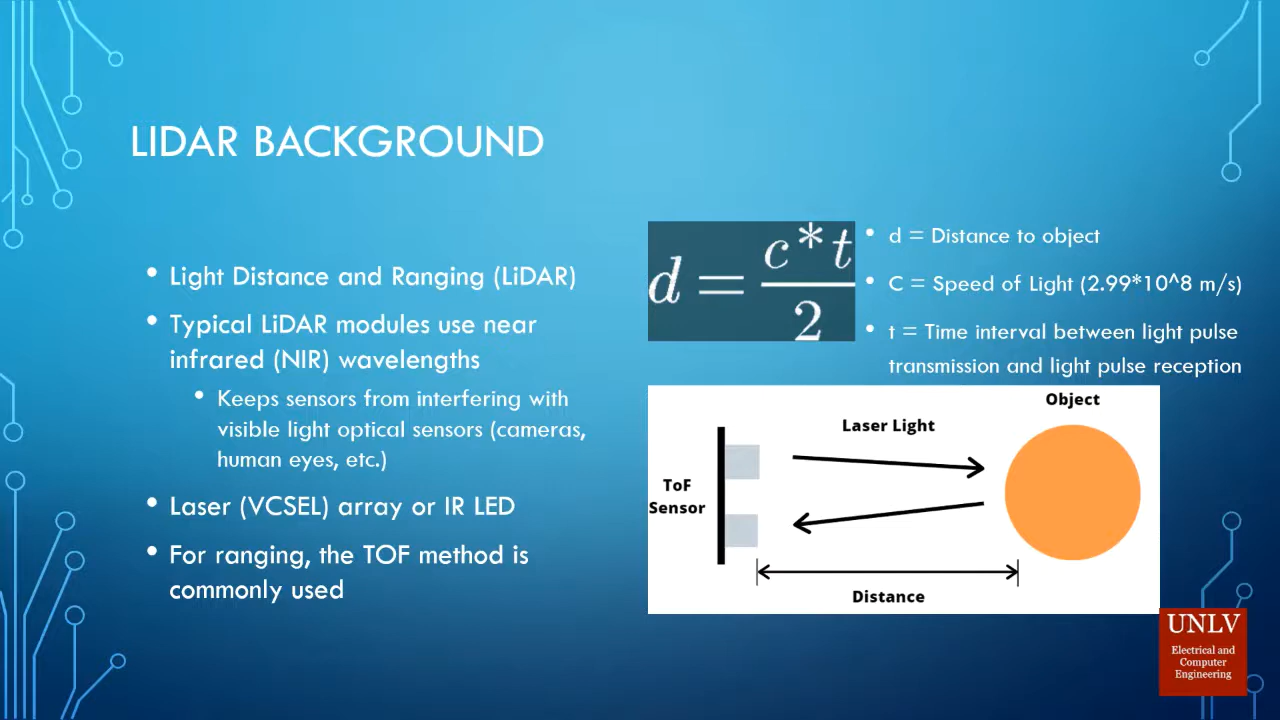 LIDAR BACKGROUND
• Light Distance and Ranging (LiDAR)
• Typical LiDAR modules use near
infrared (NIR) wavelengths
• Keeps sensors from interfering with
visible light optical sensors (cameras,
human eyes, etc.)
• Laser (VCSEL) array or IR LED
• For ranging, the TOF method is
commonly used
d = c * t / 2
• d = Distance to object
• C = Speed of Light (2.99*10^8 m/s)
• t = Time interval between light pulse
transmission and light pulse reception
Object
Laser Light
ToF
Sensor
Distance
UNLV
Electrical and
Computer
Engineering